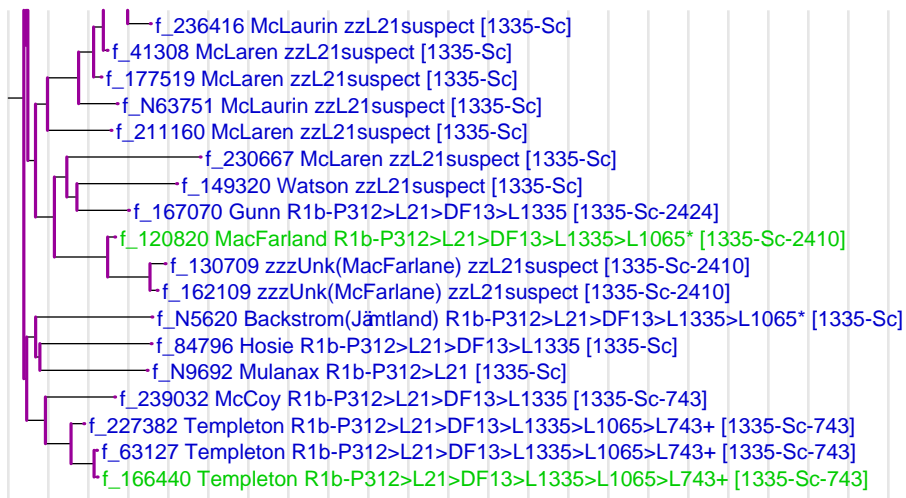 f_236416 McLaurin zzL21suspect [1335-Sc]
f_41308 McLaren zzL21suspect [1335-Sc]
f_177519 McLaren zzL21suspect [1335-Sc]
f_N63751 McLaurin zzL21suspect [1335-Sc]
f_211160 McLaren zzL21suspect [1335-Sc]
f_230667 McLaren zzL21suspect [1335-Sc]
f_149320 Watson zzL21suspect [1335-Sc]
f_167070 Gunn R1b-P312>L21>DF13>L1335 [1335-Sc-2424]
f_120820 MacFarland R1b-P312>L21>DF13>L1335>L1065* [1335-Sc-2410]
f_130709 zzzUnk(MacFarlane) zzL21suspect [1335-Sc-2410]
f_162109 zzzUnk(McFarlane) zzL21suspect [1335-Sc-2410]
f_N5620 Backstrom(Jämtland) R1b-P312>L21>DF13>L1335>L1065* [1335-Sc]
f_84796 Hosie R1b-P312>L21>DF13>L1335 [1335-Sc]
f_N9692 Mulanax R1b-P312>L21 [1335-Sc]
f_239032 McCoy R1b-P312>L21>DF13>L1335 [1335-Sc-743]
f_227382 Templeton R1b-P312>L21>DF13>L1335>L1065>L743+ [1335-Sc-743]
f_63127 Templeton R1b-P312>L21>DF13>L1335>L1065>L743+ [1335-Sc-743]
f_166440 Templeton R1b-P312>L21>DF13>L1335>L1065>L743+ [1335-Sc-743]